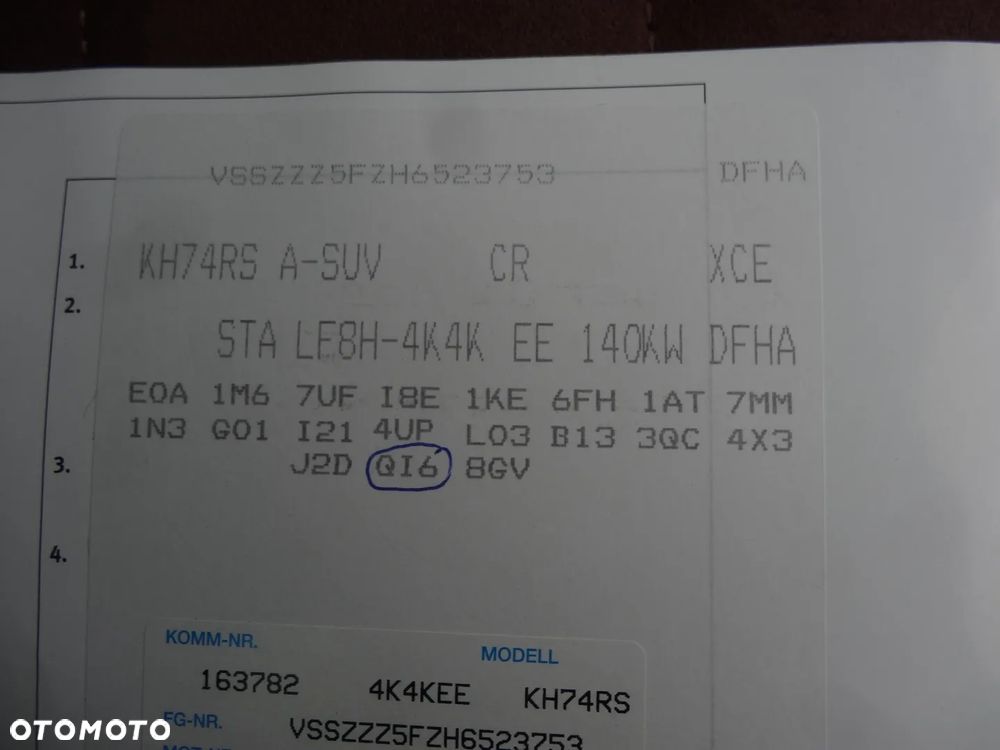 VSSZZZ5FZH6523753 DFHA
1. KH74RS A-SUV CR XCE
2.
STA LE8H-4K4K EE 140KW DFHA
E0A 1M6 7UF I8E 1KE 6FH 1AT 7MM
1N3 G01 I21 4UP L03 B13 3QC 4X3
3. J2D QI6 8GV
4.
KOMM-NR. MODELL
163782 4K4KEE KH74RS
FG-NR. VSSZZZ5FZH6523753
OTOMOTO